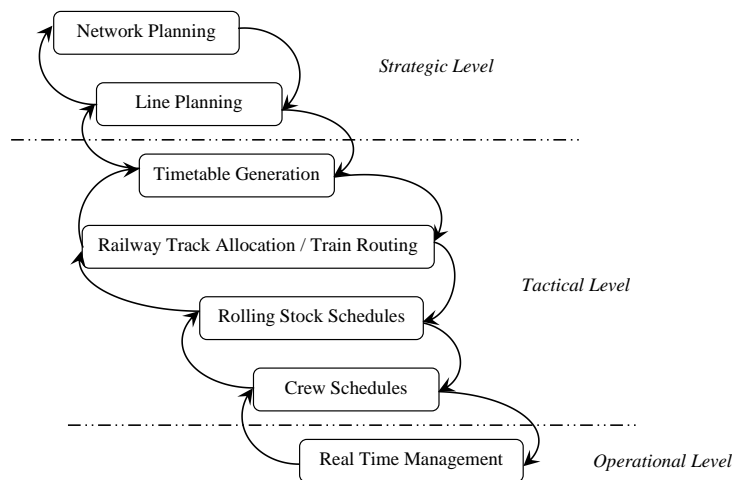 Network Planning
Strategic Level
Line Planning
Timetable Generation
Railway Track Allocation / Train Routing
Tactical Level
Rolling Stock Schedules
Crew Schedules
Real Time Management
Operational Level